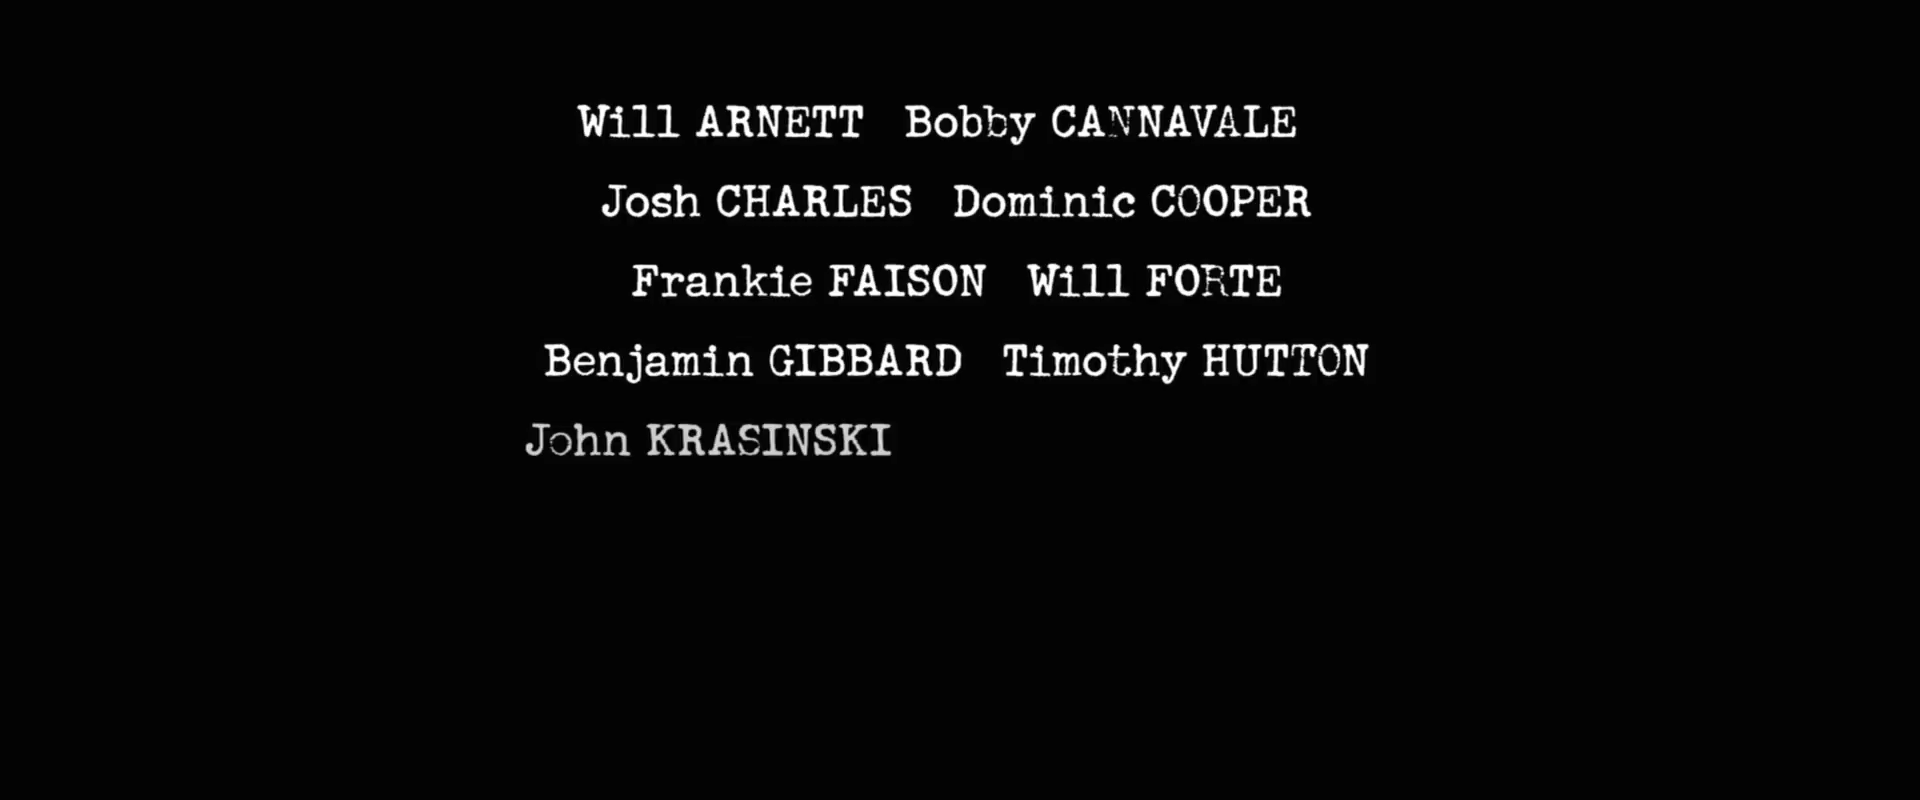 Will ARNETT Bobby CANNAVALE
Josh CHARLES Dominic COOPER
Frankie FAISON Will FORTE
Benjamin GIBBARD Timothy HUTTON
John KRASINSKI